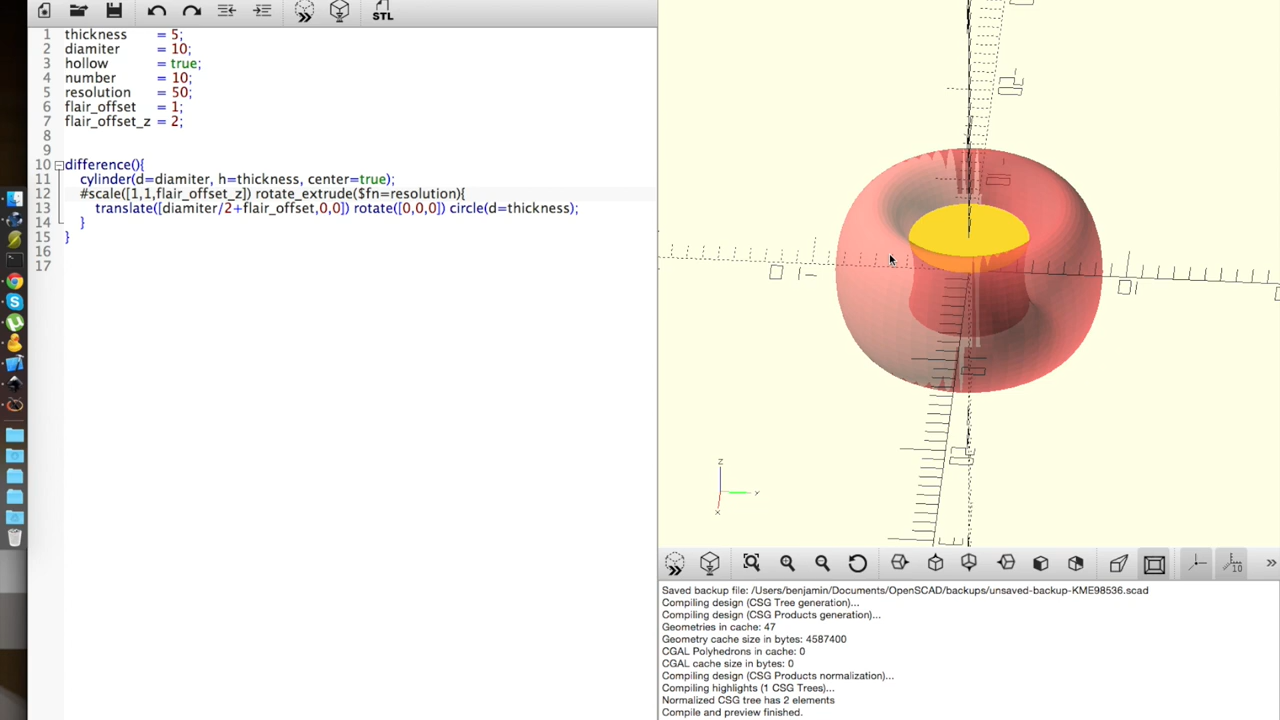 STL
1 thickness = 5;
2 diamiter = 10;
3 hollow = true;
4 number = 10;
5 resolution = 50;
6 flair_offset = 1;
7 flair_offset_z = 2;
8
9
10 difference(){
11 cylinder(d=diamiter, h=thickness, center=true);
12 #scale([1,1,flair_offset_z]) rotate_extrude($fn=resolution){
13 translate([diamiter/2+flair_offset,0,0]) rotate([0,0,0]) circle(d=thickness);
14 }
15 }
16
17
z
y
x
10
»
Saved backup file: /Users/benjamin/Documents/OpenSCAD/backups/unsaved-backup-KME98536.scad
Compiling design (CSG Tree generation)...
Compiling design (CSG Products generation)...
Geometries in cache: 47
Geometry cache size in bytes: 4587400
CGAL Polyhedrons in cache: 0
CGAL cache size in bytes: 0
Compiling design (CSG Products normalization)...
Compiling highlights (1 CSG Trees)...
Normalized CSG tree has 2 elements
Compile and preview finished.